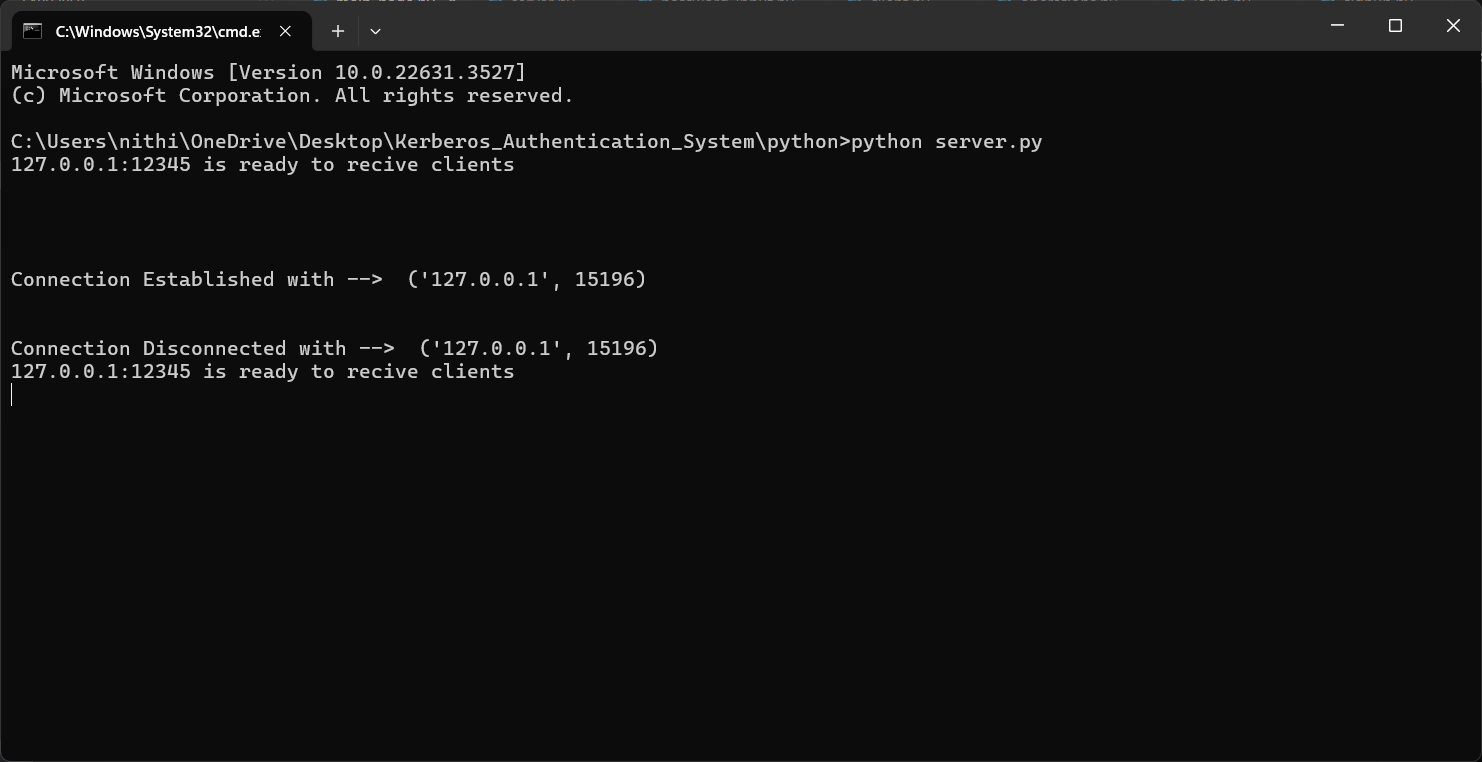 C:\Windows\System32\cmd.e
Microsoft Windows [Version 10.0.22631.3527]
(c) Microsoft Corporation. All rights reserved.
C:\Users\nithi\OneDrive\Desktop\Kerberos_Authentication_System\python>python server.py
127.0.0.1:12345 is ready to recive clients
Connection Established with -->  ('127.0.0.1', 15196)
Connection Disconnected with -->  ('127.0.0.1', 15196)
127.0.0.1:12345 is ready to recive clients